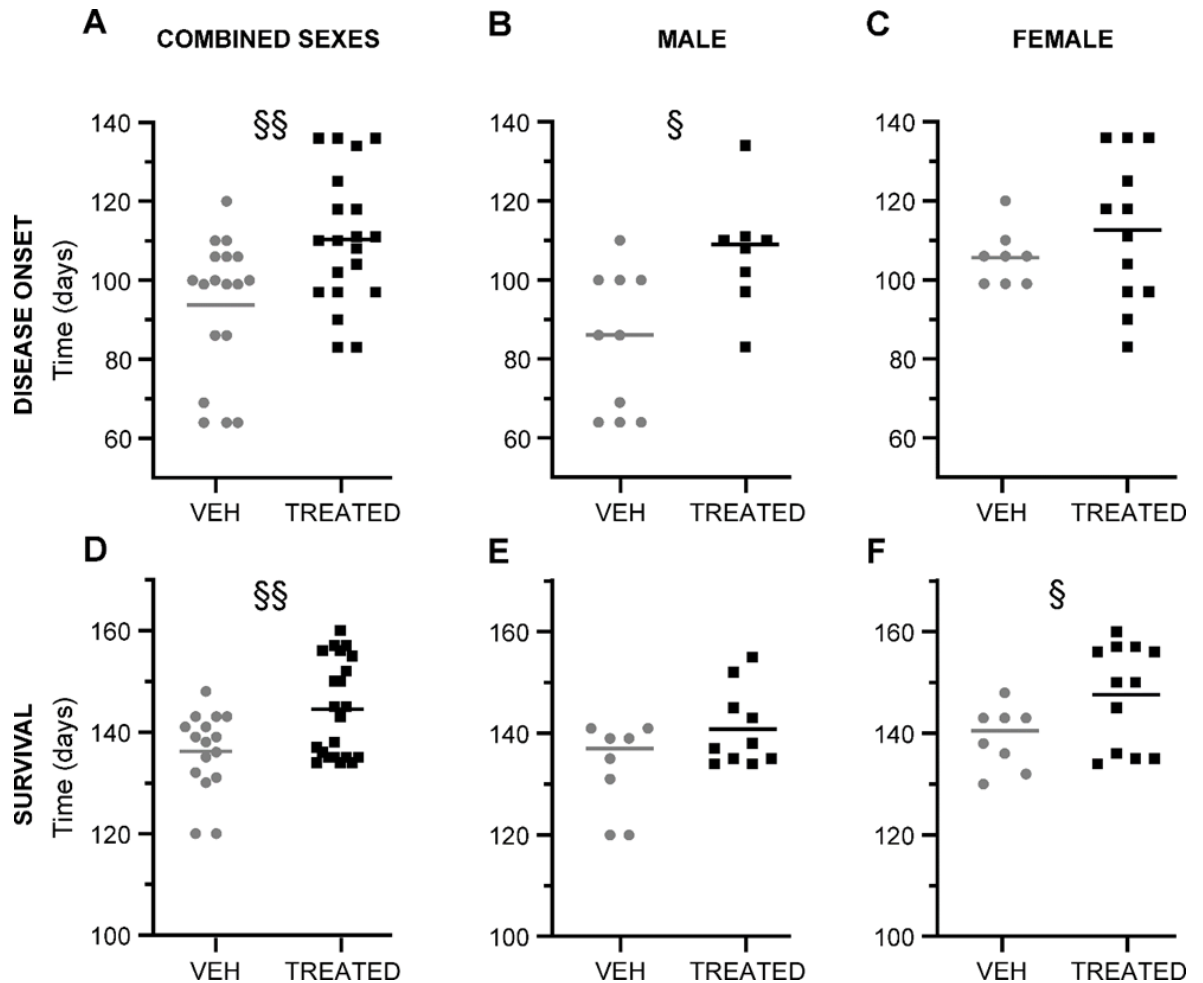 A
COMBINED SEXES
B
MALE
C
FEMALE
DISEASE ONSET
Time (days)
140
120
100
80
60
§§
VEH
TREATED
140
120
100
80
60
§
VEH
TREATED
140
120
100
80
60
VEH
TREATED
D
E
F
SURVIVAL
Time (days)
160
140
120
100
§§
VEH
TREATED
160
140
120
100
VEH
TREATED
160
140
120
100
§
VEH
TREATED